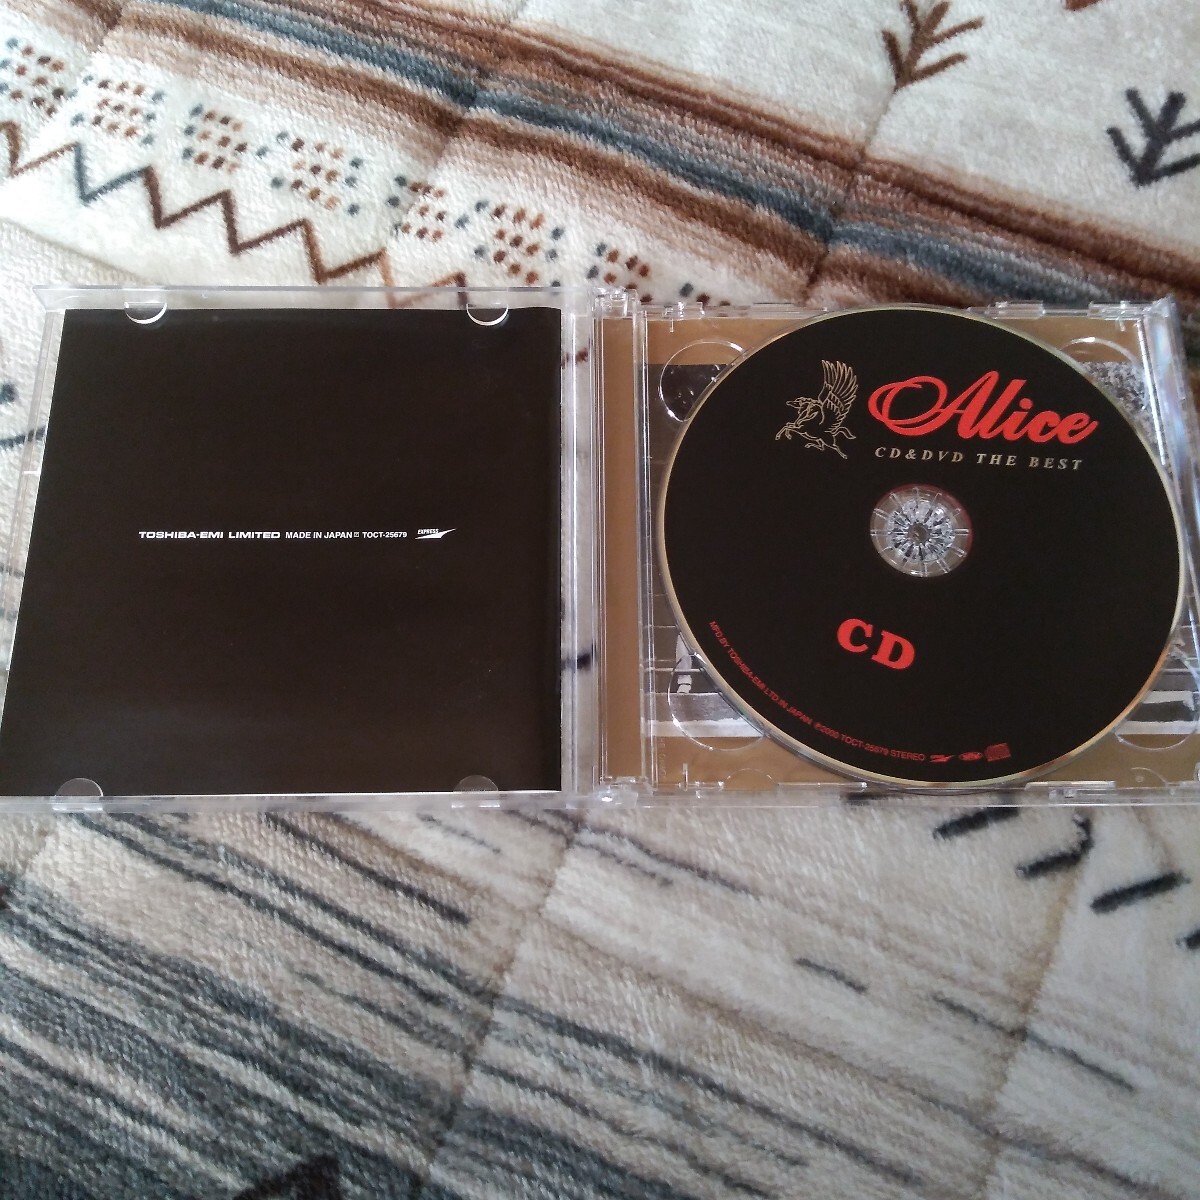 TOSHIBA-EMI LIMITED MADE IN JAPAN TOCT-25679 EXPRESS
Alice
CD&DVD THE BEST
CD
MFD.BY TOSHIBA-EMI LTD.IN JAPAN ℗2005 TOCT-25679 STEREO